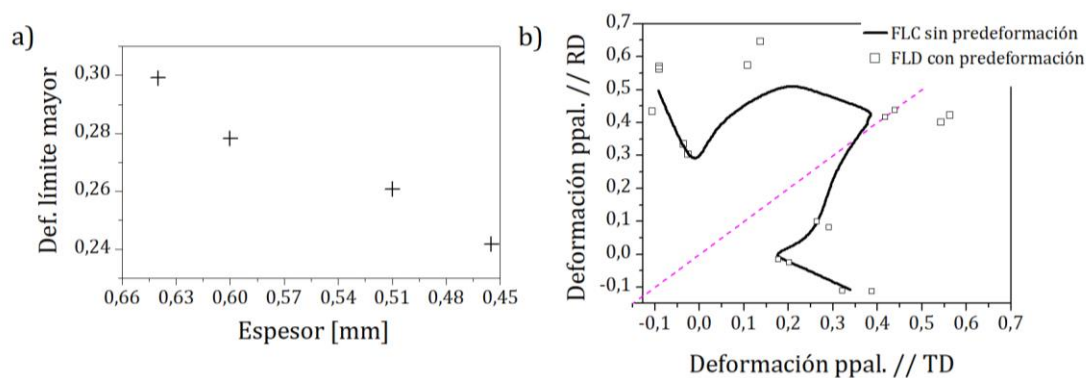 a)
Def. límite mayor
0,30
0,28
0,26
0,24
0,66 0,63 0,60 0,57 0,54 0,51 0,48 0,45
Espesor [mm]
b)
Deformación ppal. // RD
0,7
0,6
0,5
0,4
0,3
0,2
0,1
0,0
-0,1
FLC sin predeformación
FLD con predeformación
-0,1 0,0 0,1 0,2 0,3 0,4 0,5 0,6 0,7
Deformación ppal. // TD